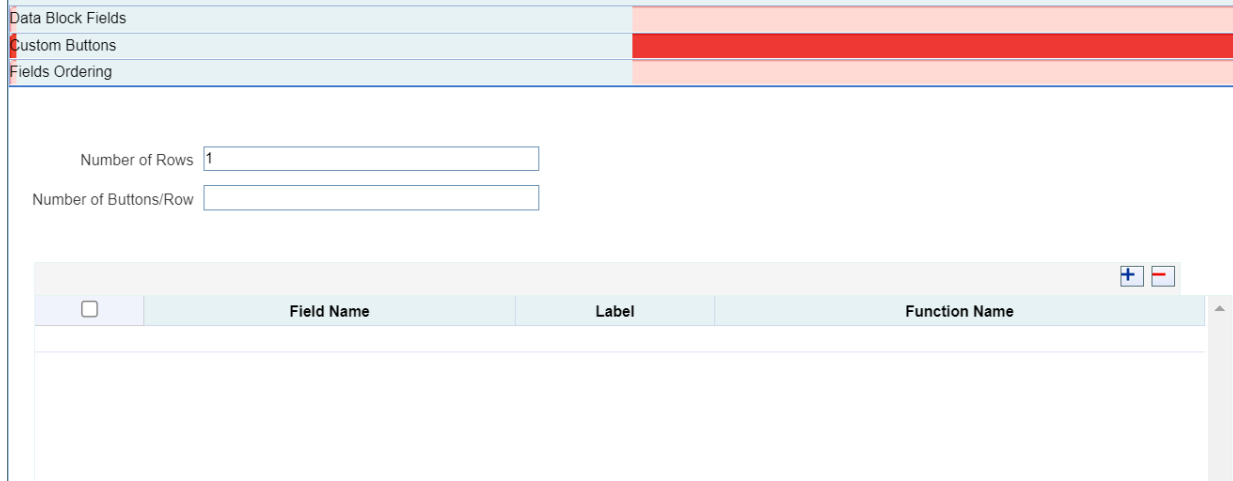 Data Block Fields
Custom Buttons
Fields Ordering
Number of Rows 1
Number of Buttons/Row
Field Name Label Function Name